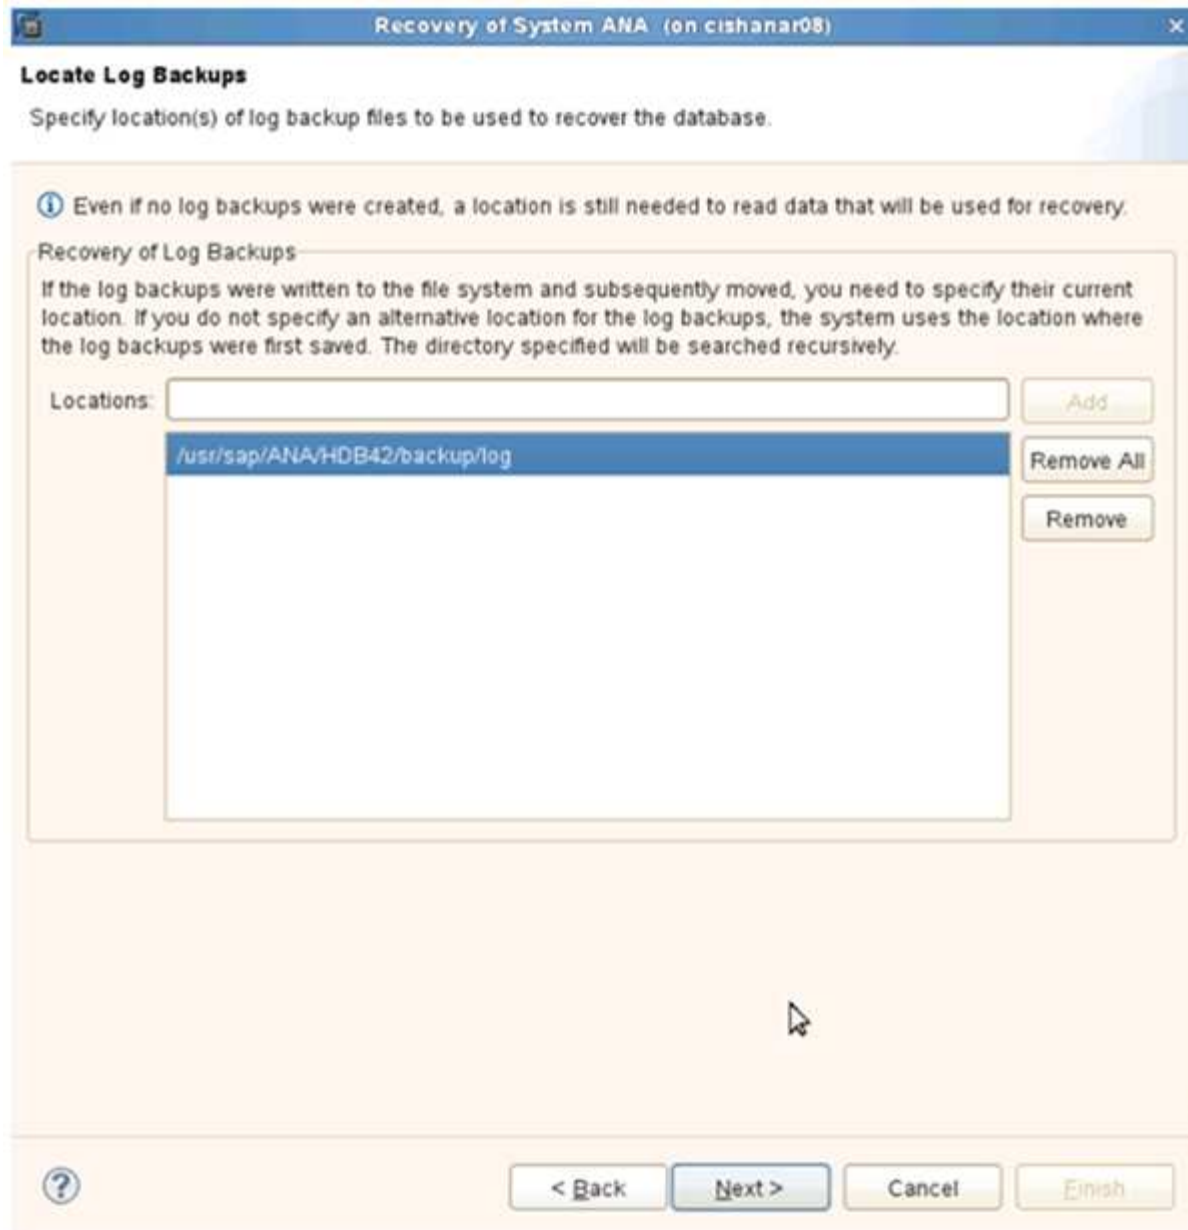 Recovery of System ANA (on cishanar08)
Locate Log Backups
Specify location(s) of log backup files to be used to recover the database.
Even if no log backups were created, a location is still needed to read data that will be used for recovery.
Recovery of Log Backups
If the log backups were written to the file system and subsequently moved, you need to specify their current
location. If you do not specify an alternative location for the log backups, the system uses the location where
the log backups were first saved. The directory specified will be searched recursively.
Locations:
Add
/usr/sap/ANA/HDB42/backup/log
Remove All
Remove
?
< Back
Next >
Cancel
Finish